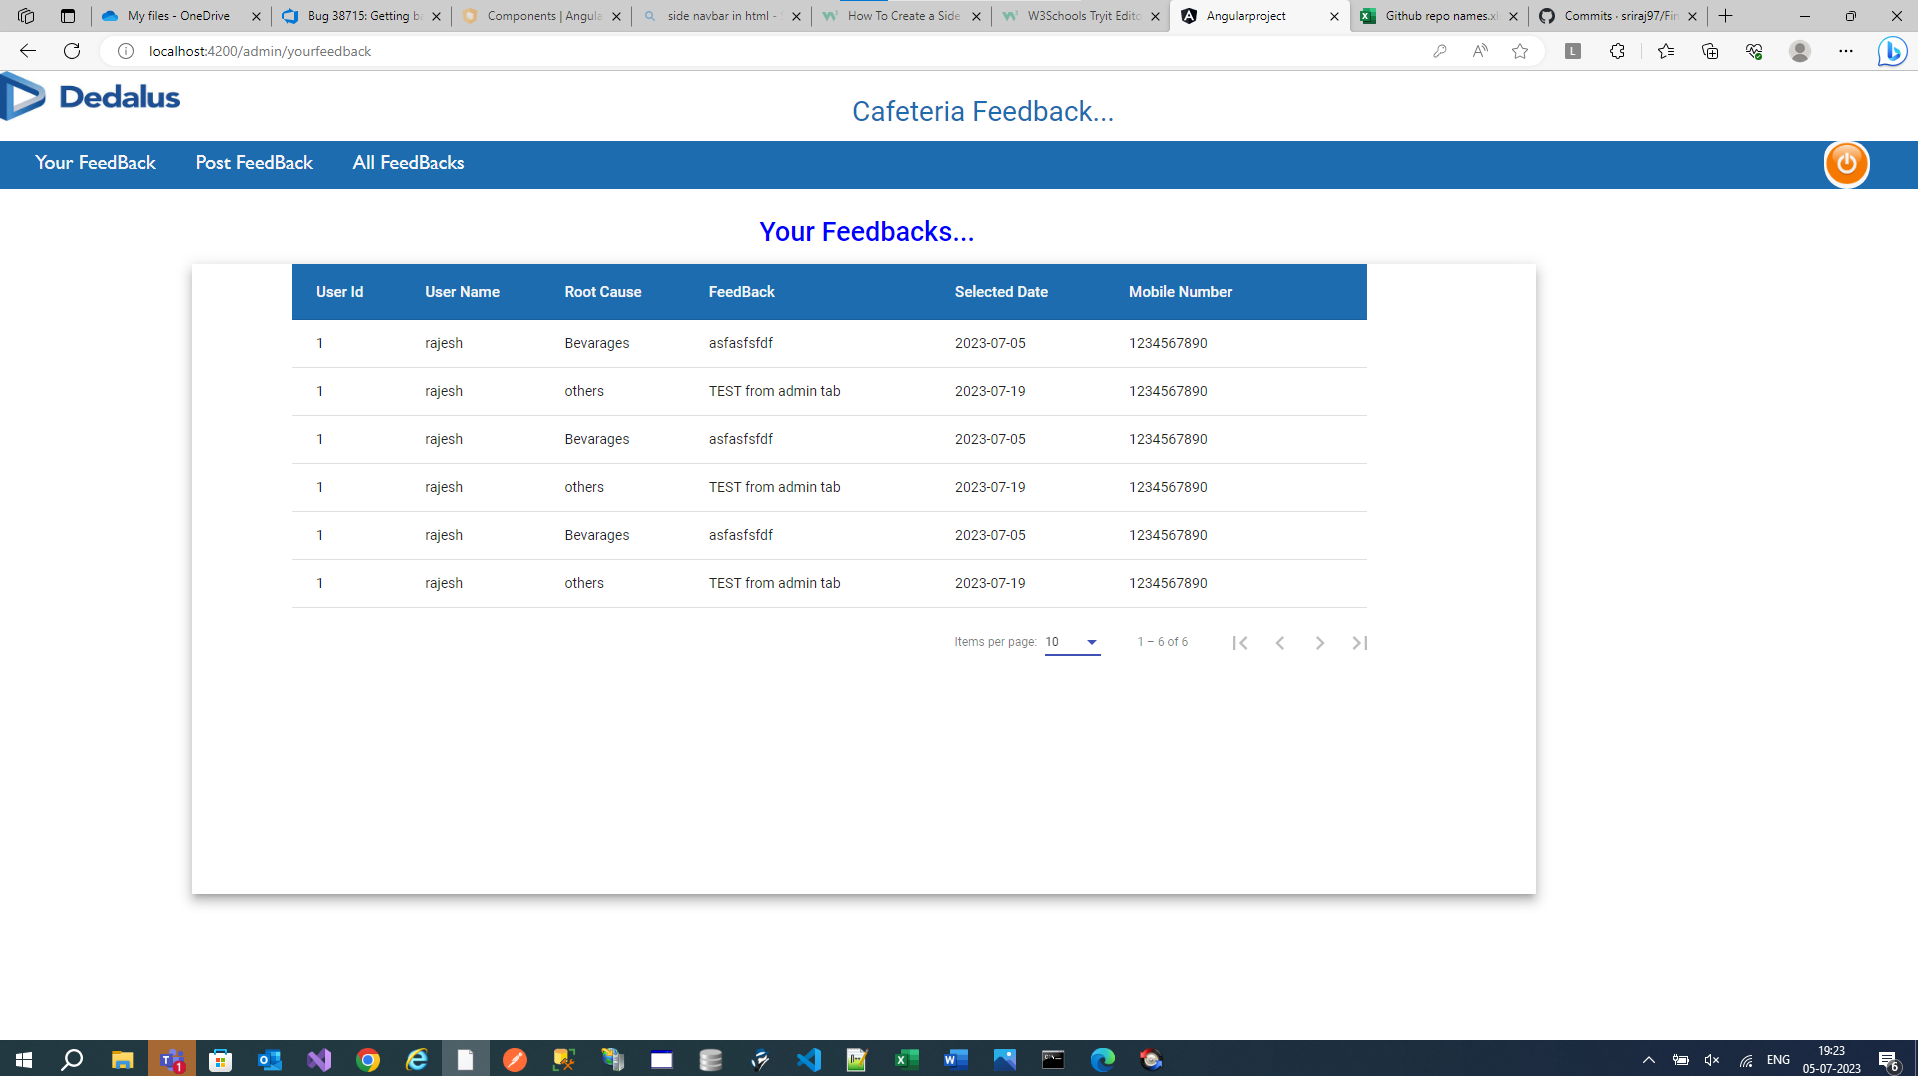 My files - OneDrive
Bug 38715: Getting ba
Components | Angula
side navbar in html -
How To Create a Side
W3Schools Tryit Edito
Angularproject
Github repo names.xl
Commits · sriraj97/Fin
localhost:4200/admin/yourfeedback
L
Dedalus
Cafeteria Feedback...
Your FeedBack Post FeedBack All FeedBacks
Your Feedbacks...
User Id User Name Root Cause FeedBack Selected Date Mobile Number
1 rajesh Bevarages asfasfsfdf 2023-07-05 1234567890
1 rajesh others TEST from admin tab 2023-07-19 1234567890
1 rajesh Bevarages asfasfsfdf 2023-07-05 1234567890
1 rajesh others TEST from admin tab 2023-07-19 1234567890
1 rajesh Bevarages asfasfsfdf 2023-07-05 1234567890
1 rajesh others TEST from admin tab 2023-07-19 1234567890
Items per page: 10 1 – 6 of 6
ENG
19:23
05-07-2023
6